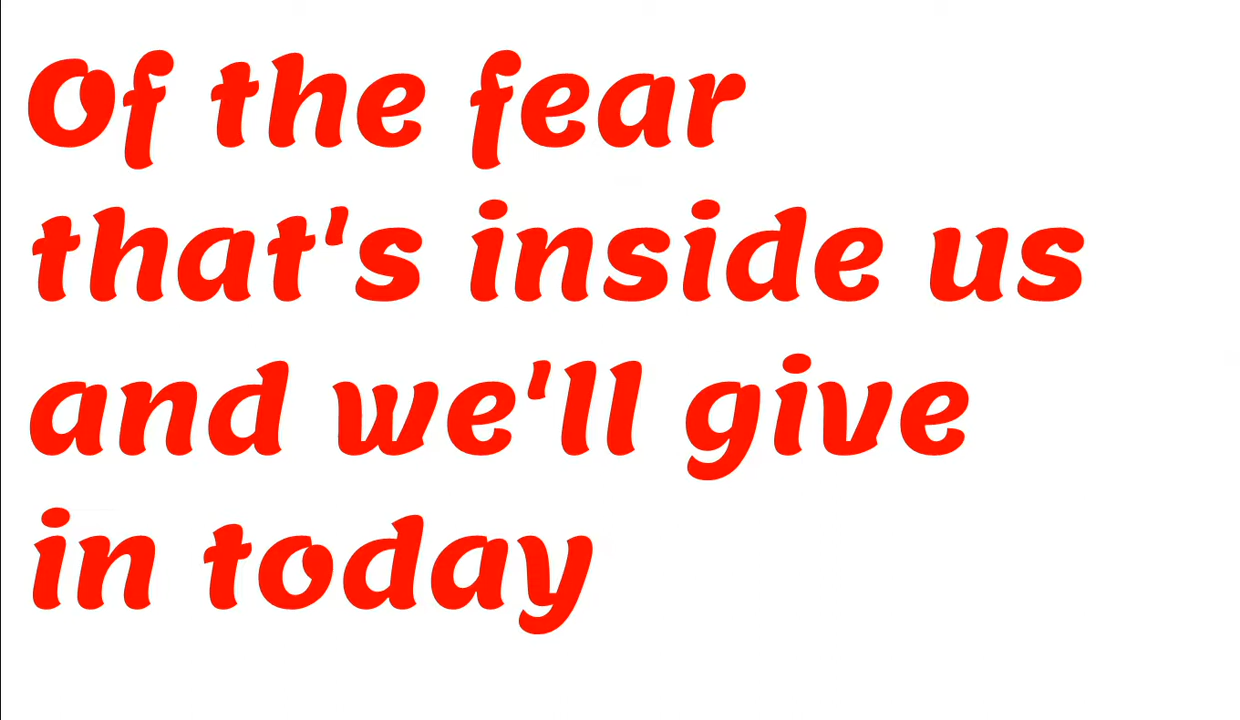 Of the fear
that's inside us
and we'll give
in today